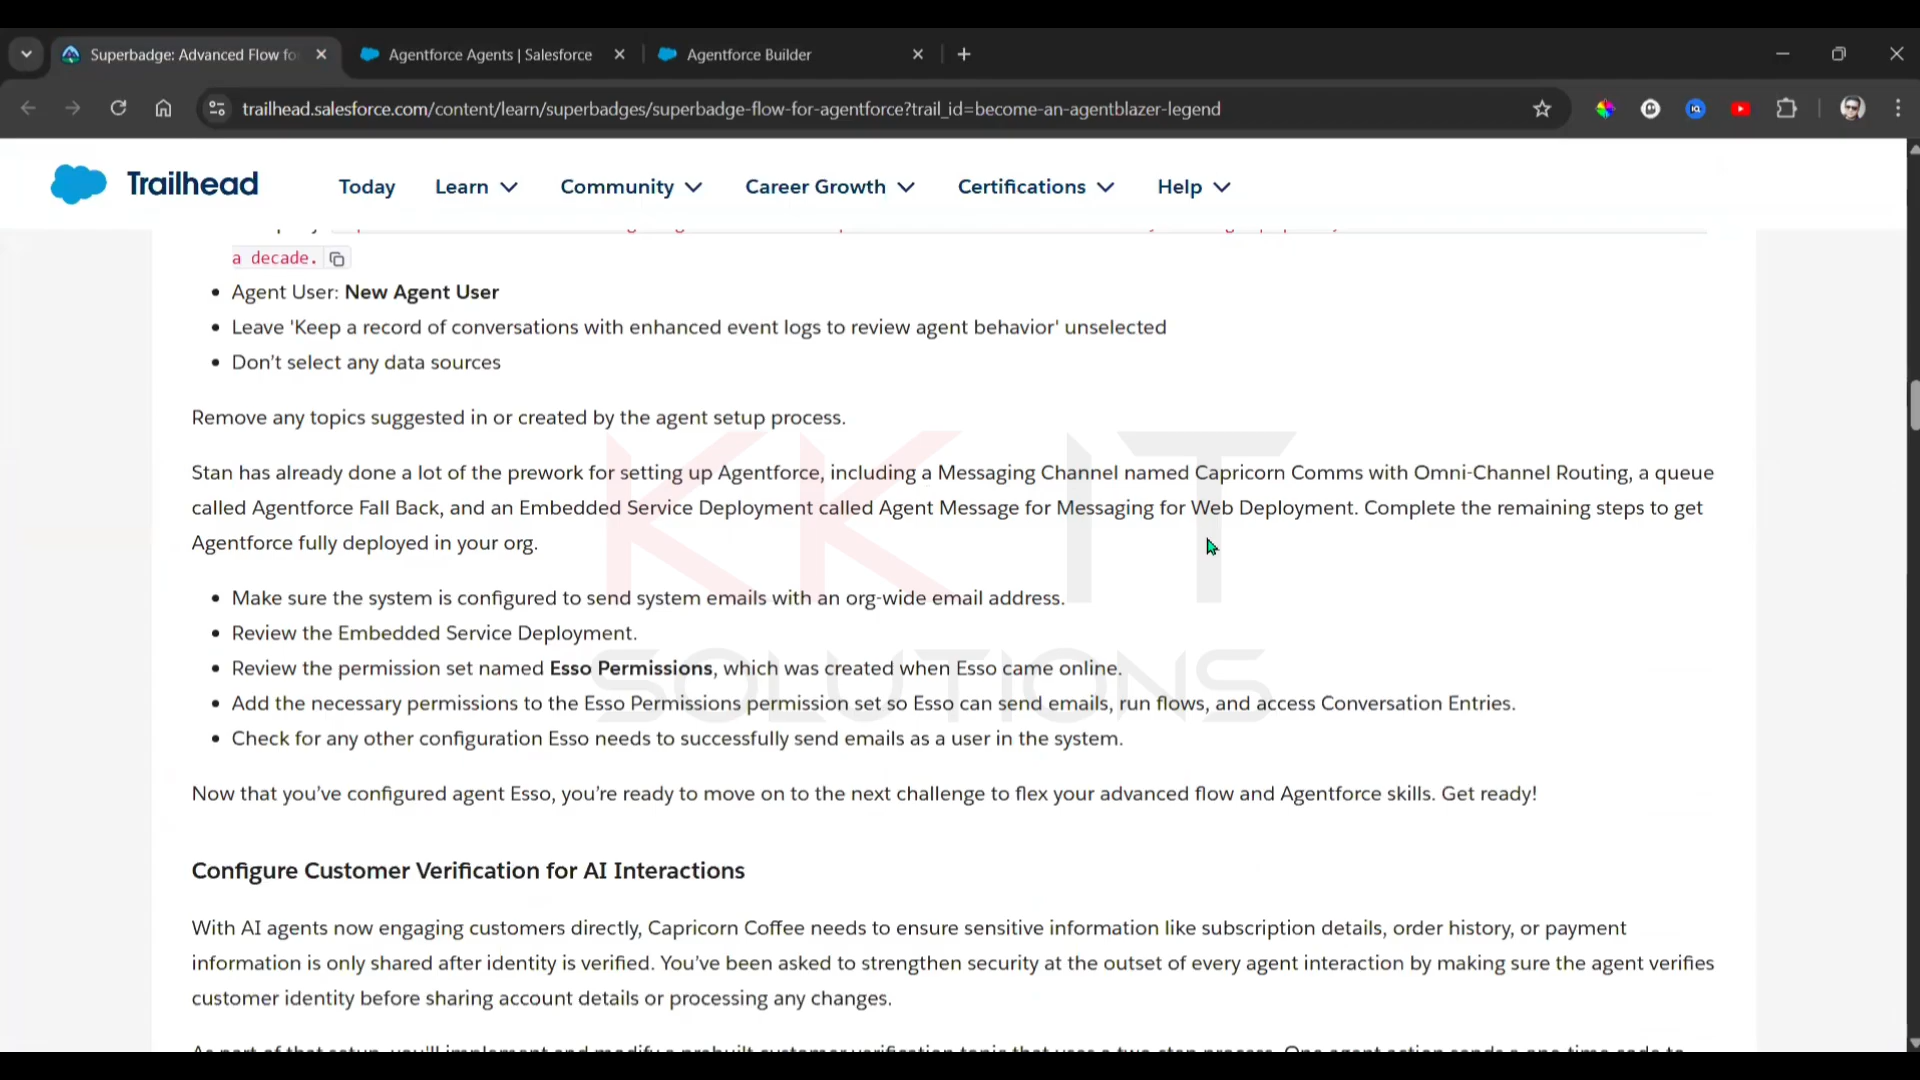 Superbadge: Advanced Flow fo
Agentforce Agents | Salesforce
Agentforce Builder
trailhead.salesforce.com/content/learn/superbadges/superbadge-flow-for-agentforce?trail_id=become-an-agentblazer-legend
Trailhead
Today
Learn
Community
Career Growth
Certifications
Help
a decade.
• Agent User: New Agent User
• Leave 'Keep a record of conversations with enhanced event logs to review agent behavior' unselected
• Don't select any data sources
Remove any topics suggested in or created by the agent setup process.
Stan has already done a lot of the prework for setting up Agentforce, including a Messaging Channel named Capricorn Comms with Omni-Channel Routing, a queue
called Agentforce Fall Back, and an Embedded Service Deployment called Agent Message for Messaging for Web Deployment. Complete the remaining steps to get
Agentforce fully deployed in your org.
• Make sure the system is configured to send system emails with an org-wide email address.
• Review the Embedded Service Deployment.
• Review the permission set named Esso Permissions, which was created when Esso came online.
• Add the necessary permissions to the Esso Permissions permission set so Esso can send emails, run flows, and access Conversation Entries.
• Check for any other configuration Esso needs to successfully send emails as a user in the system.
Now that you've configured agent Esso, you're ready to move on to the next challenge to flex your advanced flow and Agentforce skills. Get ready!
KK IT
SOLUTIONS
Configure Customer Verification for AI Interactions
With AI agents now engaging customers directly, Capricorn Coffee needs to ensure sensitive information like subscription details, order history, or payment
information is only shared after identity is verified. You've been asked to strengthen security at the outset of every agent interaction by making sure the agent verifies
customer identity before sharing account details or processing any changes.